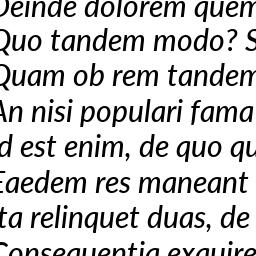 Deinde dolorem quem
Quo tandem modo? S
Quam ob rem tandem
An nisi populari fama
d est enim, de quo qu
Eaedem res maneant
ta relinquet duas, de
Consequentia exquire